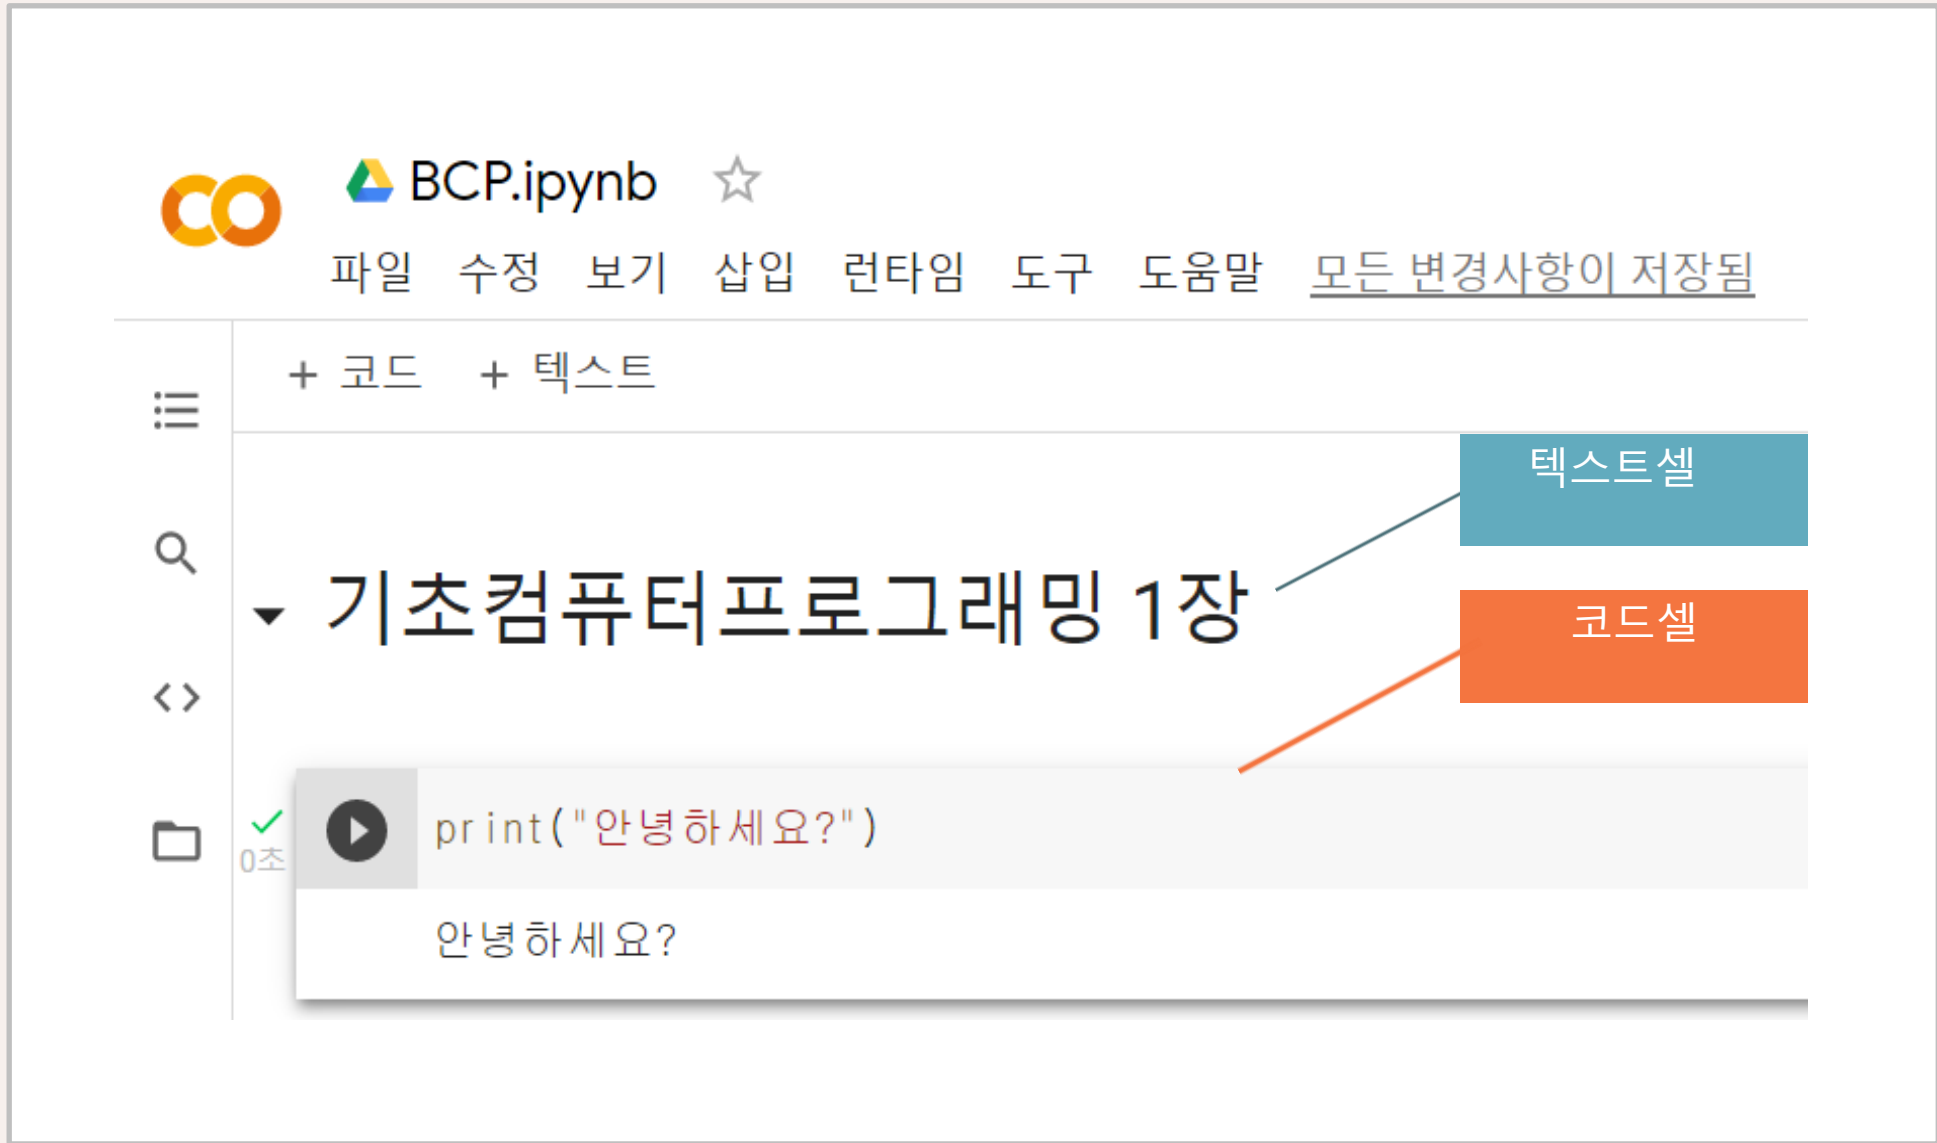 BCP.ipynb
파일 수정 보기 삽입 런타임 도구 도움말 모든 변경사항이 저장됨
+ 코드 + 텍스트
텍스트셀
기초컴퓨터프로그래밍 1장
코드셀
print("안녕하세요?")
0초
안녕하세요?